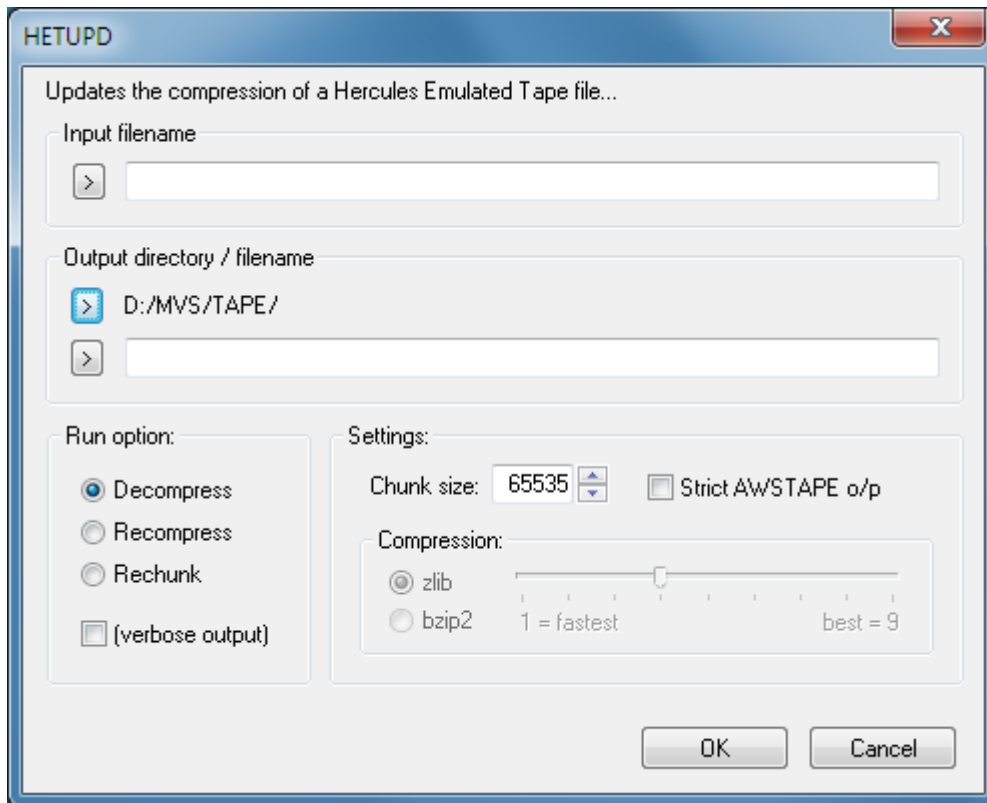 HETUPD
Updates the compression of a Hercules Emulated Tape file...
Input filename
>
Output directory / filename
> D:/MVS/TAPE/
>
Run option:
Decompress
Recompress
Rechunk
(verbose output)
Settings:
Chunk size: 65535 Strict AWSTAPE o/p
Compression:
zlib
bzip2
1 = fastest best = 9
OK Cancel